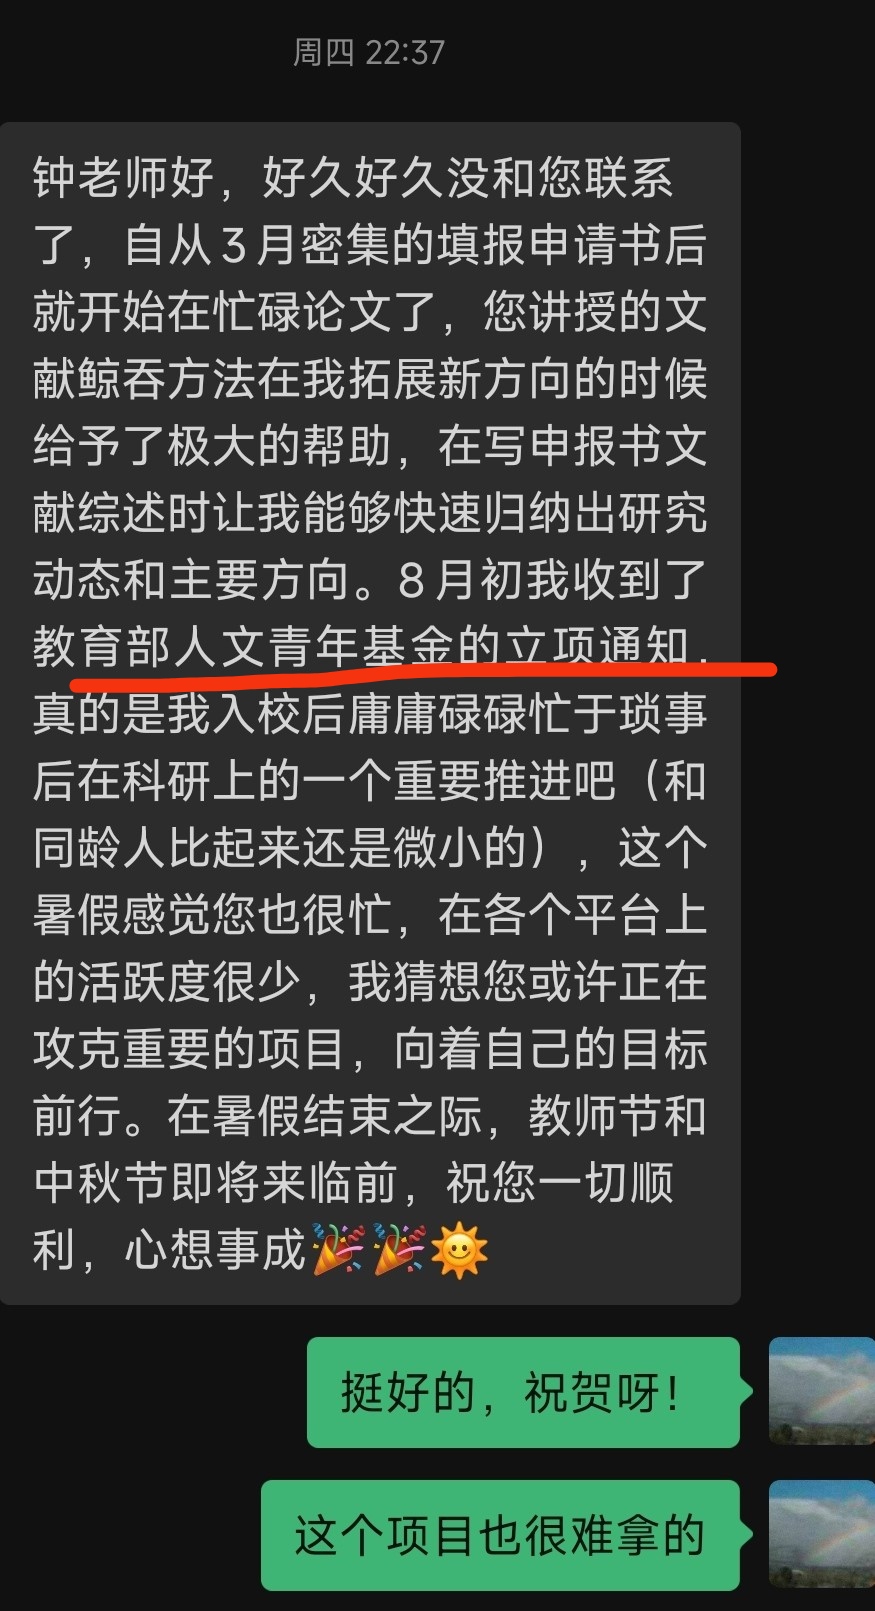 周四 22:37
钟老师好，好久好久没和您联系
了，自从3月密集的填报申请书后
就开始在忙碌论文了，您讲授的文
献鲸吞方法在我拓展新方向的时候
给予了极大的帮助，在写申报书文
献综述时让我能够快速归纳出研究
动态和主要方向。8月初我收到了
教育部人文青年基金的立项通知，
真的是我入校后庸庸碌碌忙于琐事
后在科研上的一个重要推进吧（和
同龄人比起来还是微小的），这个
暑假感觉您也很忙，在各个平台上
的活跃度很少，我猜想您或许正在
攻克重要的项目，向着自己的目标
前行。在暑假结束之际，教师节和
中秋节即将来临前，祝您一切顺
利，心想事成🎉🎉🌞
挺好的，祝贺呀！
这个项目也很难拿的